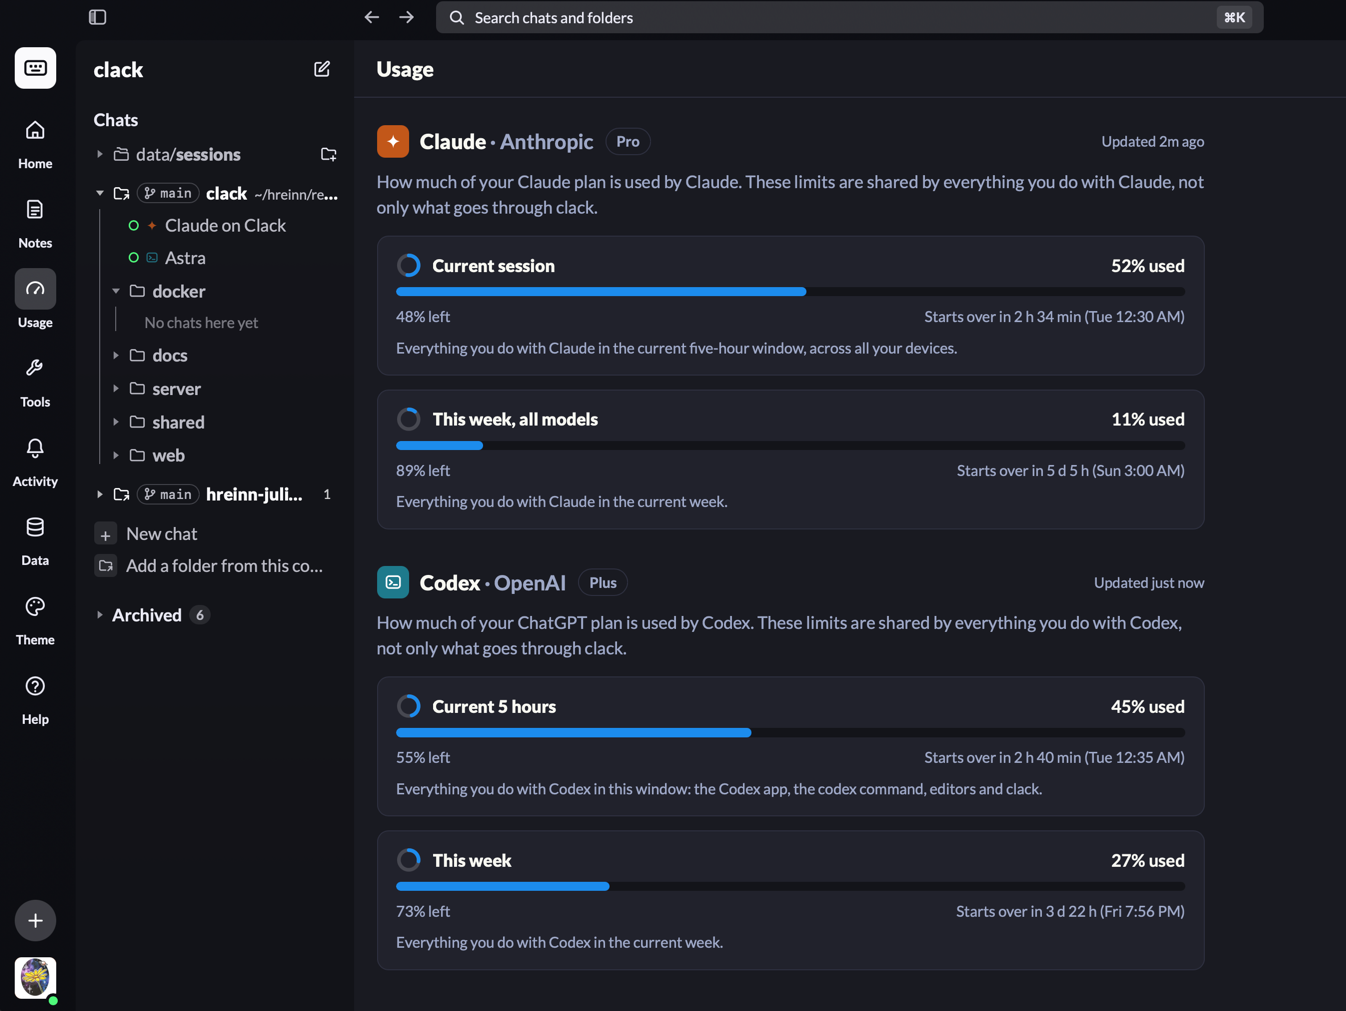 Search chats and folders
⌘K
clack
Usage
Home
Notes
Usage
Tools
Activity
Data
Theme
Help
Chats
data/sessions
main clack ~/hreinn/re...
Claude on Clack
Astra
docker
No chats here yet
docs
server
shared
web
main hreinn-juli... 1
New chat
Add a folder from this co...
Archived 6
Claude · Anthropic Pro
Updated 2m ago
How much of your Claude plan is used by Claude. These limits are shared by everything you do with Claude, not
only what goes through clack.
Current session 52% used
48% left Starts over in 2 h 34 min (Tue 12:30 AM)
Everything you do with Claude in the current five-hour window, across all your devices.
This week, all models 11% used
89% left Starts over in 5 d 5 h (Sun 3:00 AM)
Everything you do with Claude in the current week.
Codex · OpenAI Plus
Updated just now
How much of your ChatGPT plan is used by Codex. These limits are shared by everything you do with Codex,
not only what goes through clack.
Current 5 hours 45% used
55% left Starts over in 2 h 40 min (Tue 12:35 AM)
Everything you do with Codex in this window: the Codex app, the codex command, editors and clack.
This week 27% used
73% left Starts over in 3 d 22 h (Fri 7:56 PM)
Everything you do with Codex in the current week.